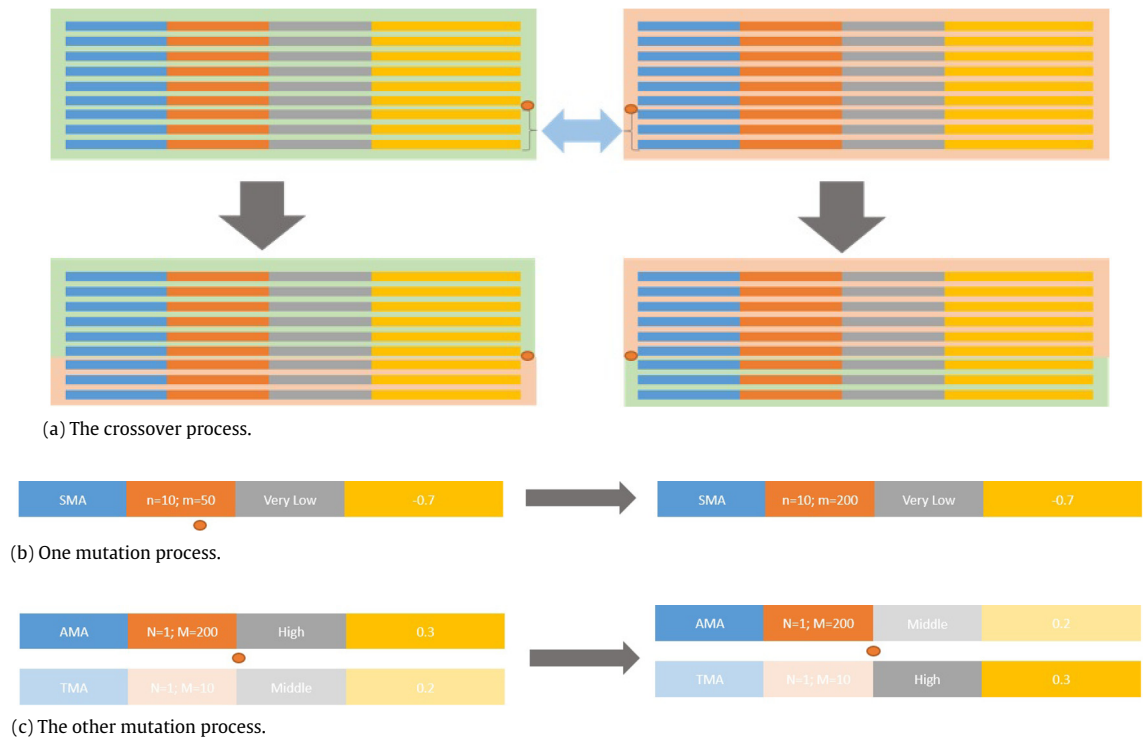 (a) The crossover process.
SMA n=10; m=50 Very Low -0.7 SMA n=10; m=200 Very Low -0.7
(b) One mutation process.
AMA N=1; M=200 High 0.3 AMA N=1; M=200 Middle 0.2
TMA N=1; M=10 Middle 0.2 TMA N=1; M=10 High 0.3
(c) The other mutation process.